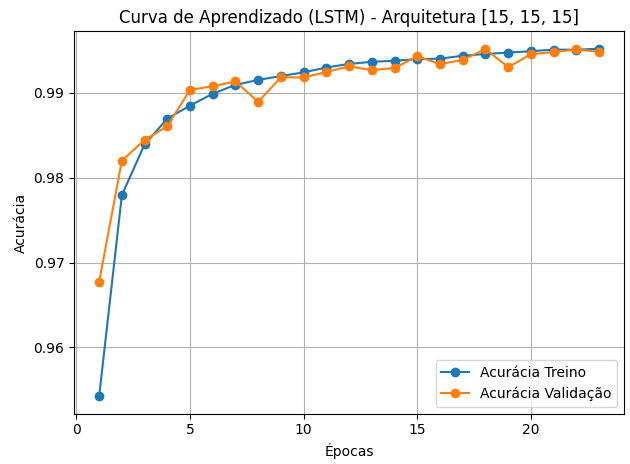 Curva de Aprendizado (LSTM) - Arquitetura [15, 15, 15]
Acurácia
0.99
0.98
0.97
0.96
0
5
10
15
20
Épocas
Acurácia Treino
Acurácia Validação